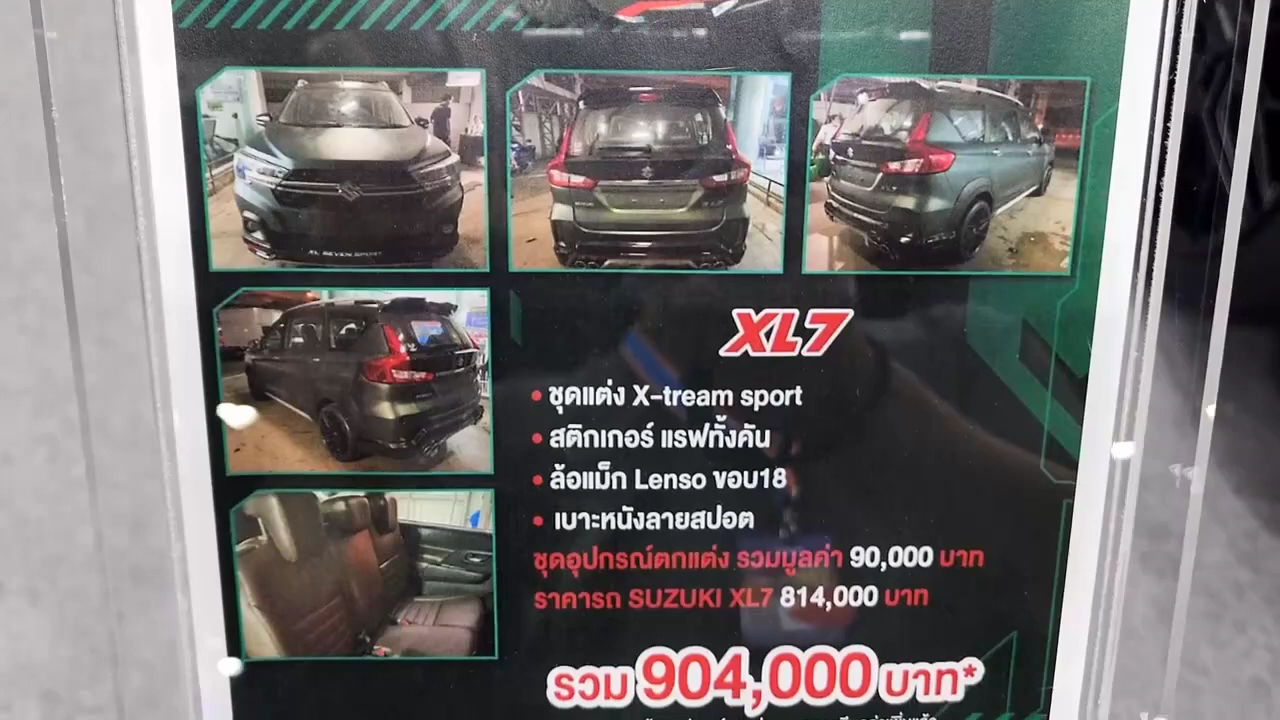 XL SEVEN SPORT
XL7
• ชุดแต่ง X-tream sport
• สติกเกอร์ แรฟทั้งคัน
• ล้อแม็ก Lenso ขอบ18
• เบาะหนังลายสปอต
ชุดอุปกรณ์ตกแต่ง รวมมูลค่า 90,000 บาท
ราคารถ SUZUKI XL7 814,000 บาท
รวม 904,000 บาท*